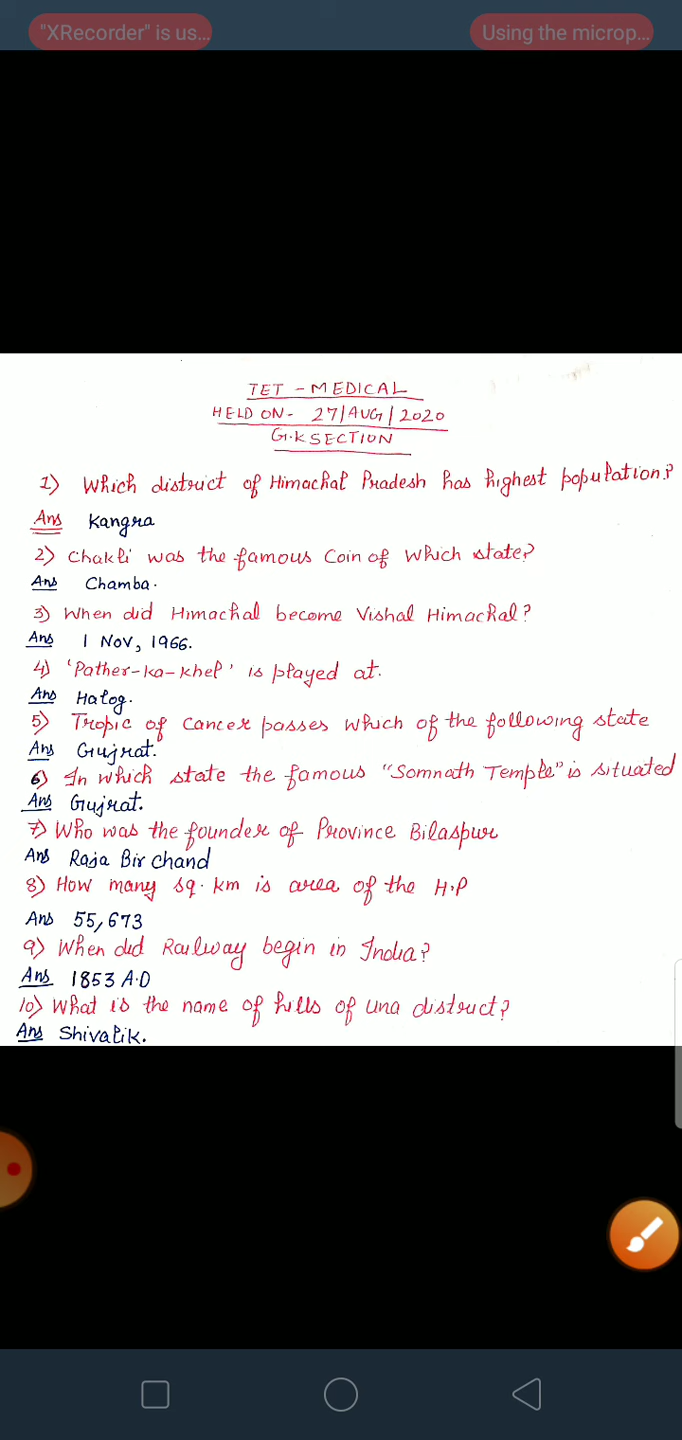 "XRecorder" is us...
Using the microp...
TET - MEDICAL
HELD ON - 27/AUG/2020
G.K SECTION
1) Which district of Himachal Pradesh has highest population?
Ans Kangra
2) Chakli was the famous Coin of which state?
Ans Chamba.
3) When did Himachal become Vishal Himachal?
Ans 1 Nov, 1966.
4) 'Pather-ka-khel' is played at.
Ans Halog.
5) Tropic of Cancer passes which of the following state
Ans Gujrat.
6) In which state the famous "Somnath Temple" is situated
Ans Gujrat.
7) Who was the founder of Province Bilaspur
Ans Raja Bir chand
8) How many sq. km is area of the H.P
Ans 55,673
9) When did Railway begin in India?
Ans 1853 A.D
10) What is the name of hills of una district?
Ans Shivalik.